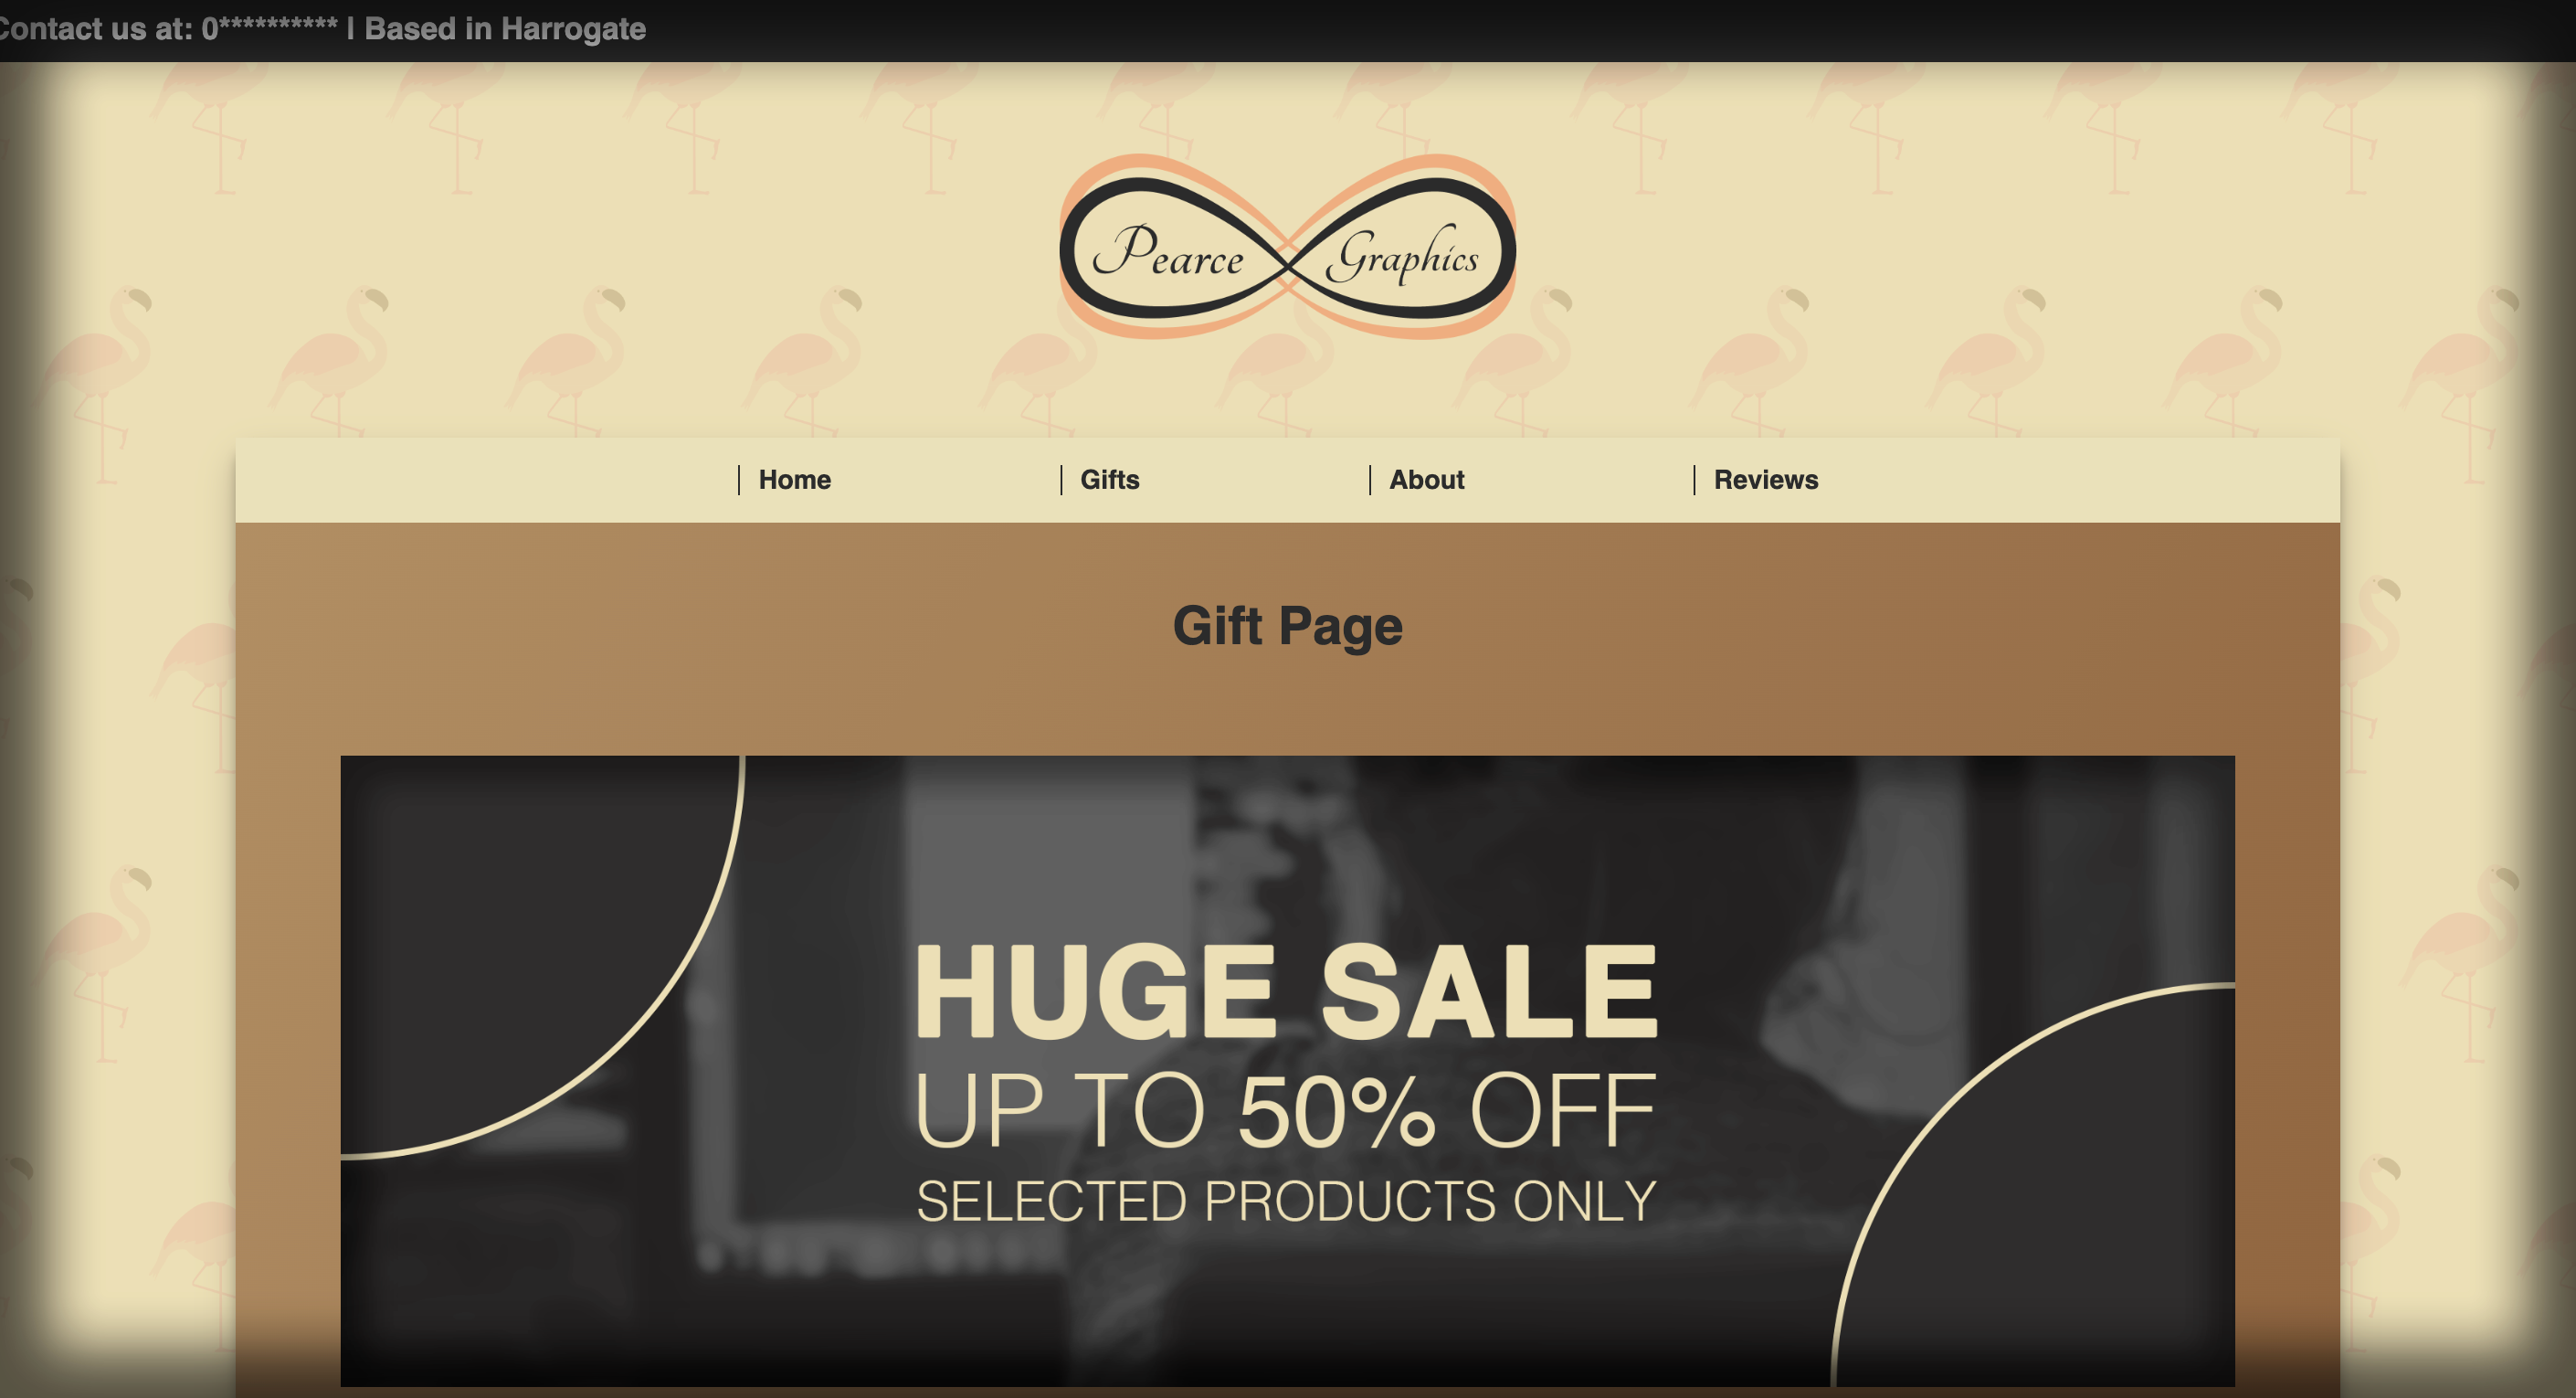 Contact us at: 0********** | Based in Harrogate
Pearce Graphics
Home Gifts About Reviews
Gift Page
HUGE SALE
UP TO 50% OFF
SELECTED PRODUCTS ONLY